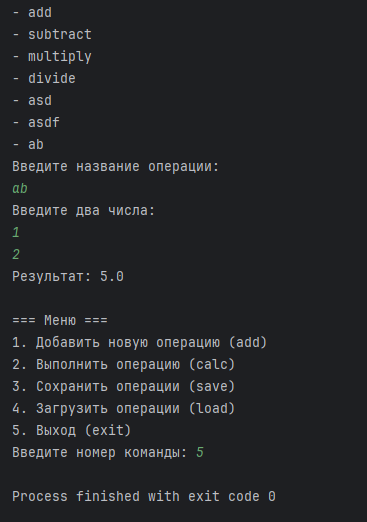 - add
- subtract
- multiply
- divide
- asd
- asdf
- ab
Введите название операции:
ab
Введите два числа:
1
2
Результат: 5.0
=== Меню ===
1. Добавить новую операцию (add)
2. Выполнить операцию (calc)
3. Сохранить операции (save)
4. Загрузить операции (load)
5. Выход (exit)
Введите номер команды: 5
Process finished with exit code 0